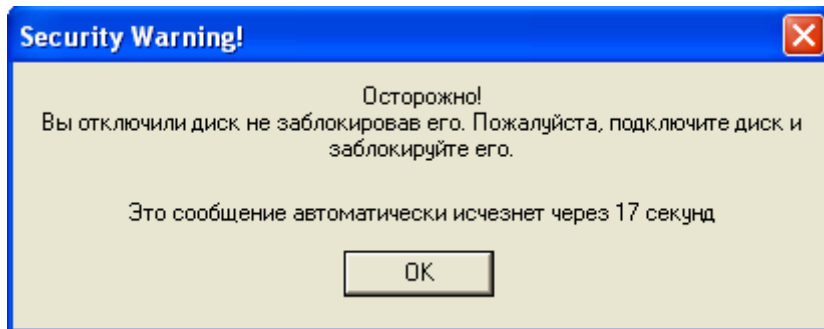 Security Warning!
Осторожно!
Вы отключили диск не заблокировав его. Пожалуйста, подключите диск и
заблокируйте его.
Это сообщение автоматически исчезнет через 17 секунд
OK